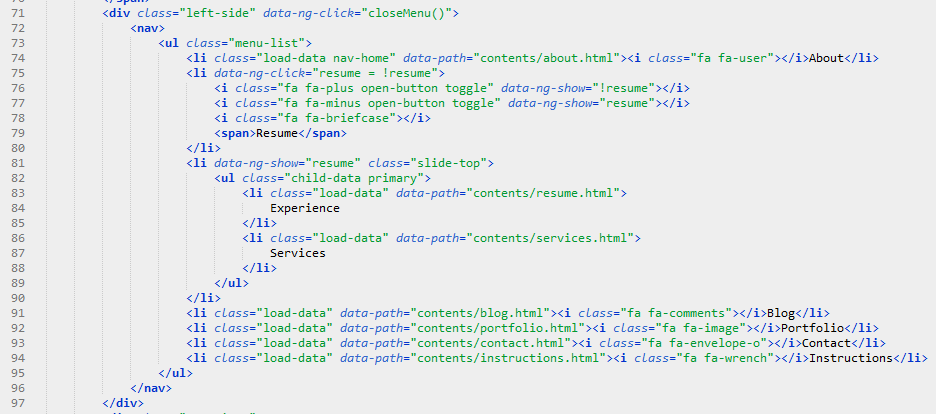 71 <div class="left-side" data-ng-click="closeMenu()">
72 <nav>
73 <ul class="menu-list">
74 <li class="load-data nav-home" data-path="contents/about.html"><i class="fa fa-user"></i>About</li>
75 <li data-ng-click="resume = !resume">
76 <i class="fa fa-plus open-button toggle" data-ng-show="!resume"></i>
77 <i class="fa fa-minus open-button toggle" data-ng-show="resume"></i>
78 <i class="fa fa-briefcase"></i>
79 <span>Resume</span>
80 </li>
81 <li data-ng-show="resume" class="slide-top">
82 <ul class="child-data primary">
83 <li class="load-data" data-path="contents/resume.html">
84 Experience
85 </li>
86 <li class="load-data" data-path="contents/services.html">
87 Services
88 </li>
89 </ul>
90 </li>
91 <li class="load-data" data-path="contents/blog.html"><i class="fa fa-comments"></i>Blog</li>
92 <li class="load-data" data-path="contents/portfolio.html"><i class="fa fa-image"></i>Portfolio</li>
93 <li class="load-data" data-path="contents/contact.html"><i class="fa fa-envelope-o"></i>Contact</li>
94 <li class="load-data" data-path="contents/instructions.html"><i class="fa fa-wrench"></i>Instructions</li>
95 </ul>
96 </nav>
97 </div>